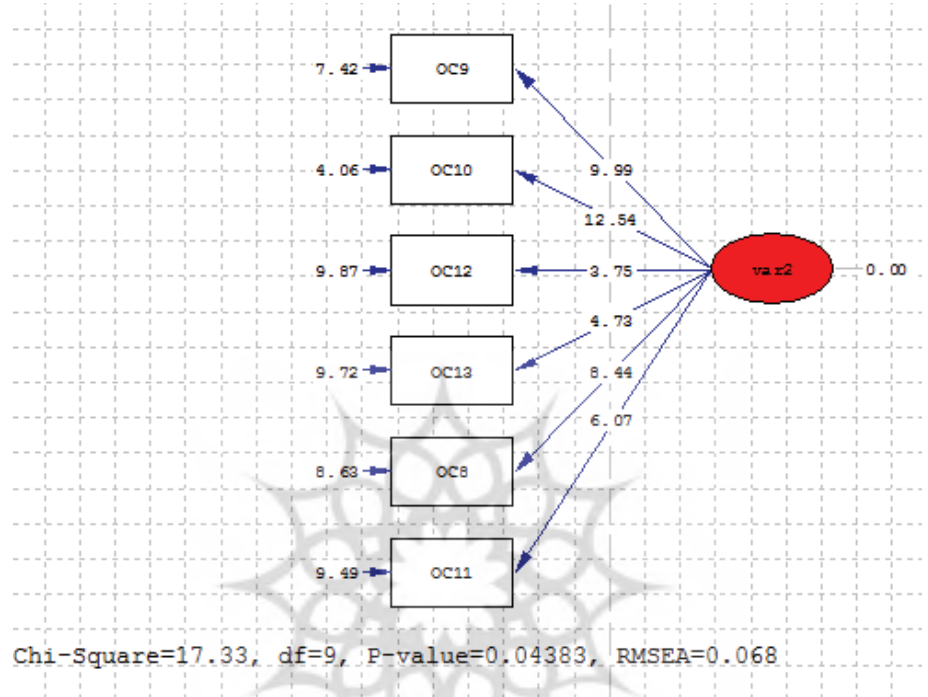 7.42 OC9
9.99
4.06 OC10
12.54
9.87 OC12 3.75 var2 0.00
4.73
9.72 OC13 8.44
6.07
8.63 OC8
9.49 OC11
Chi-Square=17.33, df=9, P-value=0.04383, RMSEA=0.068